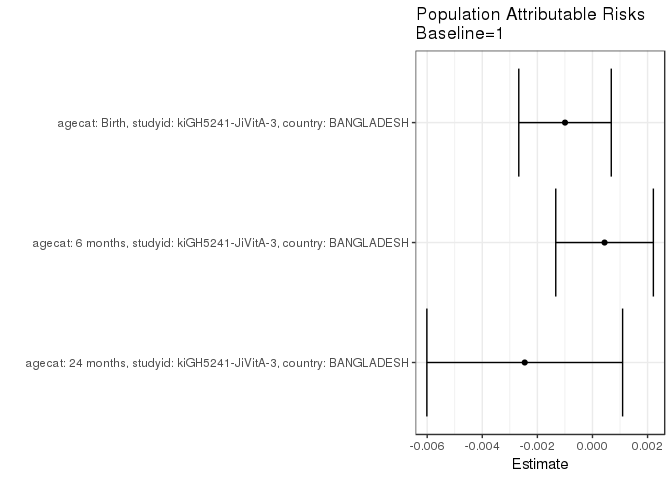 Population Attributable Risks
Baseline=1
agecat: Birth, studyid: kiGH5241-JiVitA-3, country: BANGLADESH
agecat: 6 months, studyid: kiGH5241-JiVitA-3, country: BANGLADESH
agecat: 24 months, studyid: kiGH5241-JiVitA-3, country: BANGLADESH
-0.006 -0.004 -0.002 0.000 0.002
Estimate